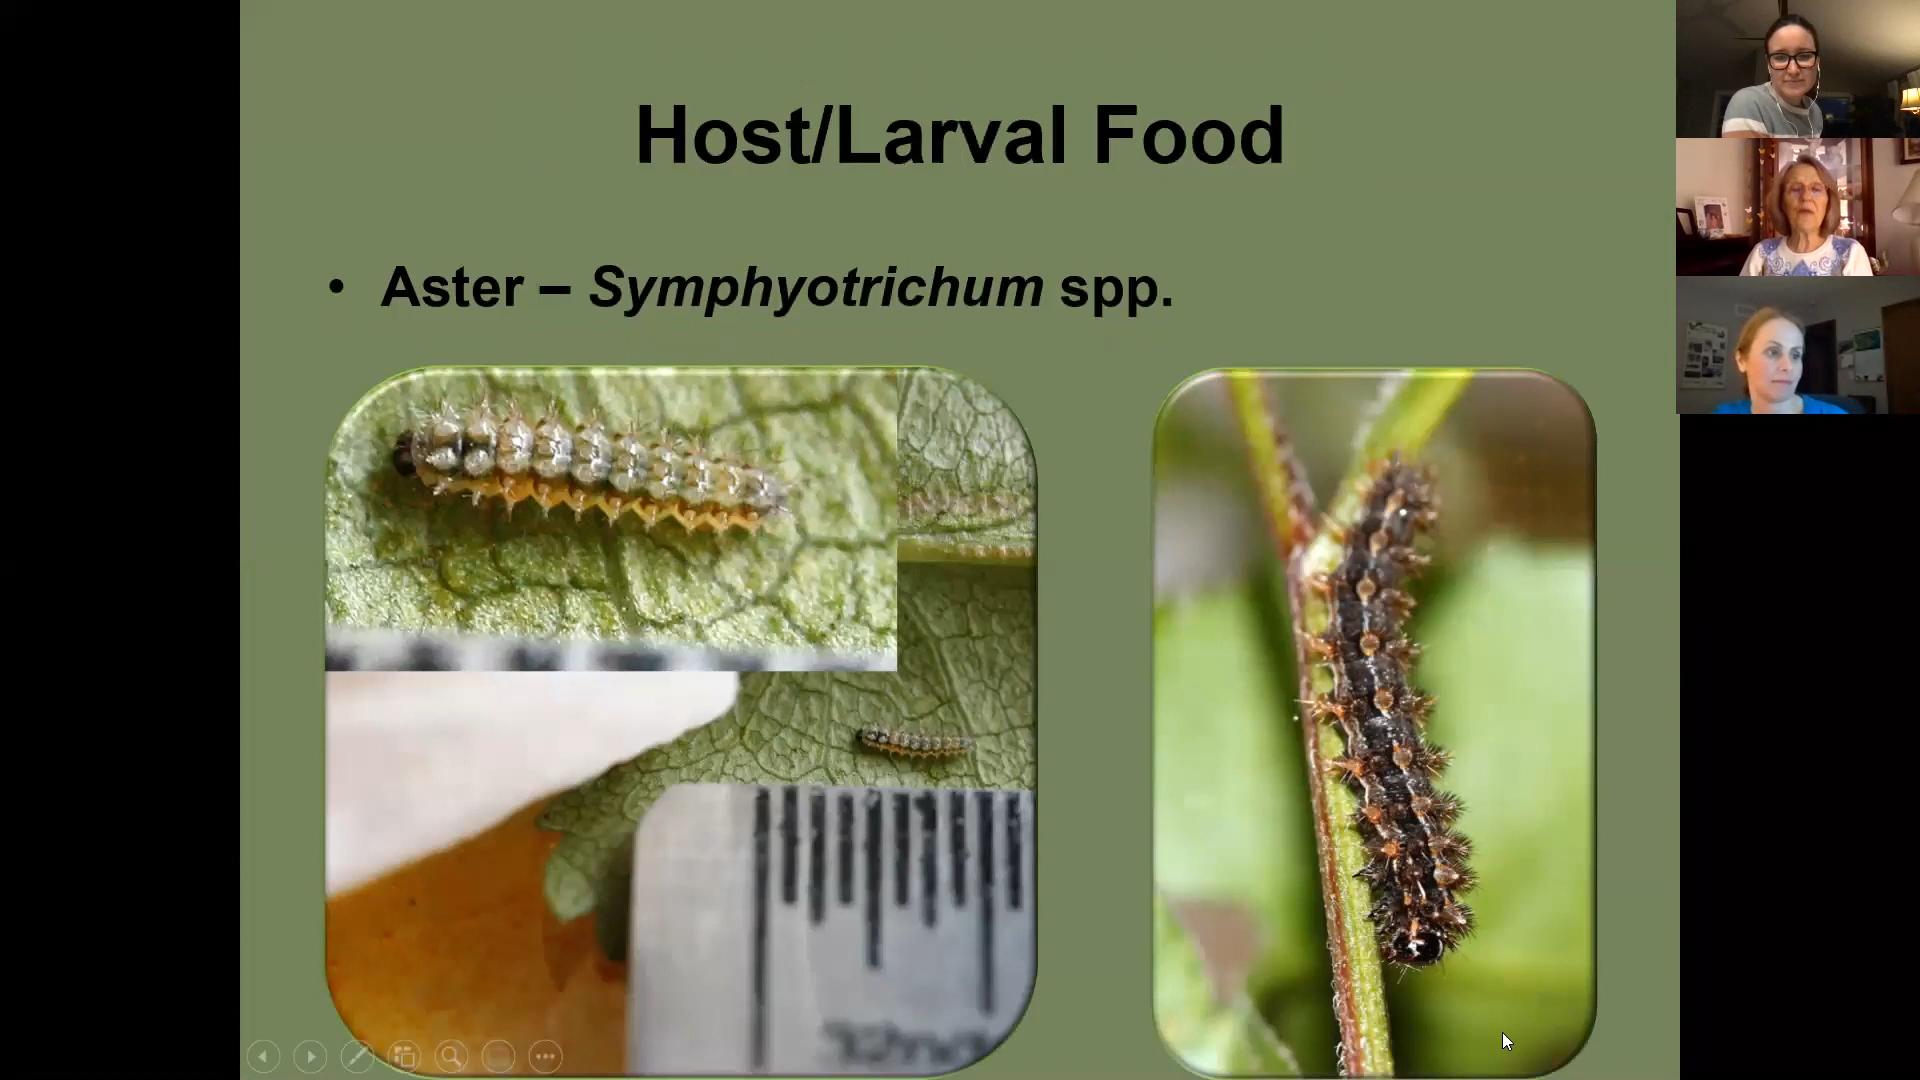 Host/Larval Food
• Aster – Symphyotrichum spp.